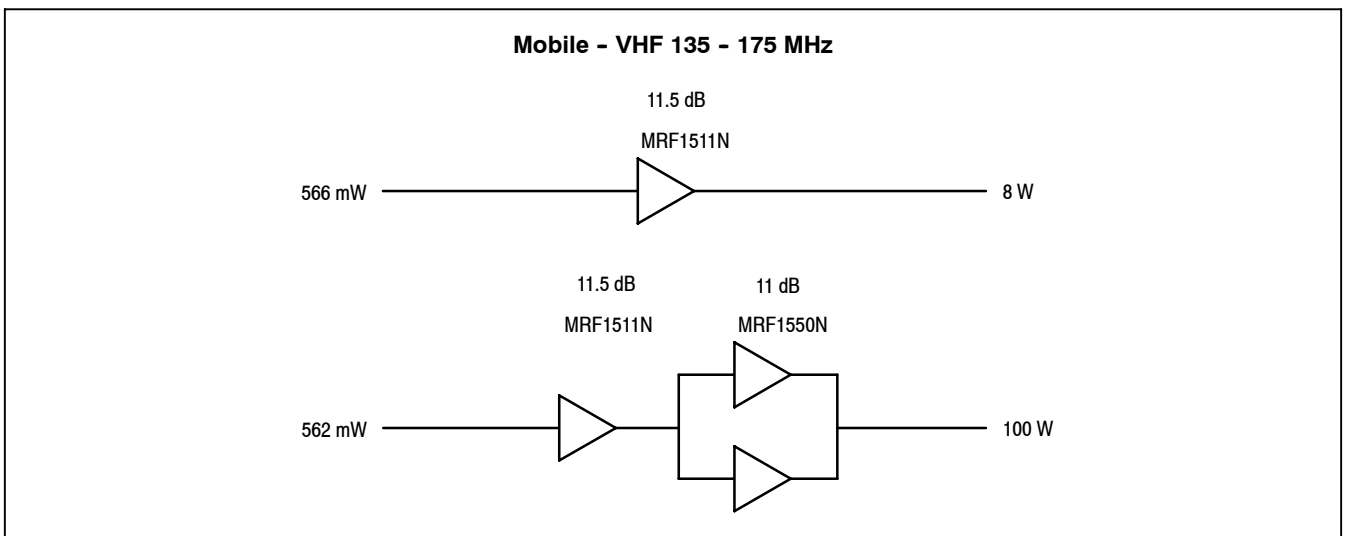 Mobile - VHF 135 - 175 MHz
11.5 dB
MRF1511N
566 mW
8 W
11.5 dB
11 dB
MRF1511N
MRF1550N
562 mW
100 W